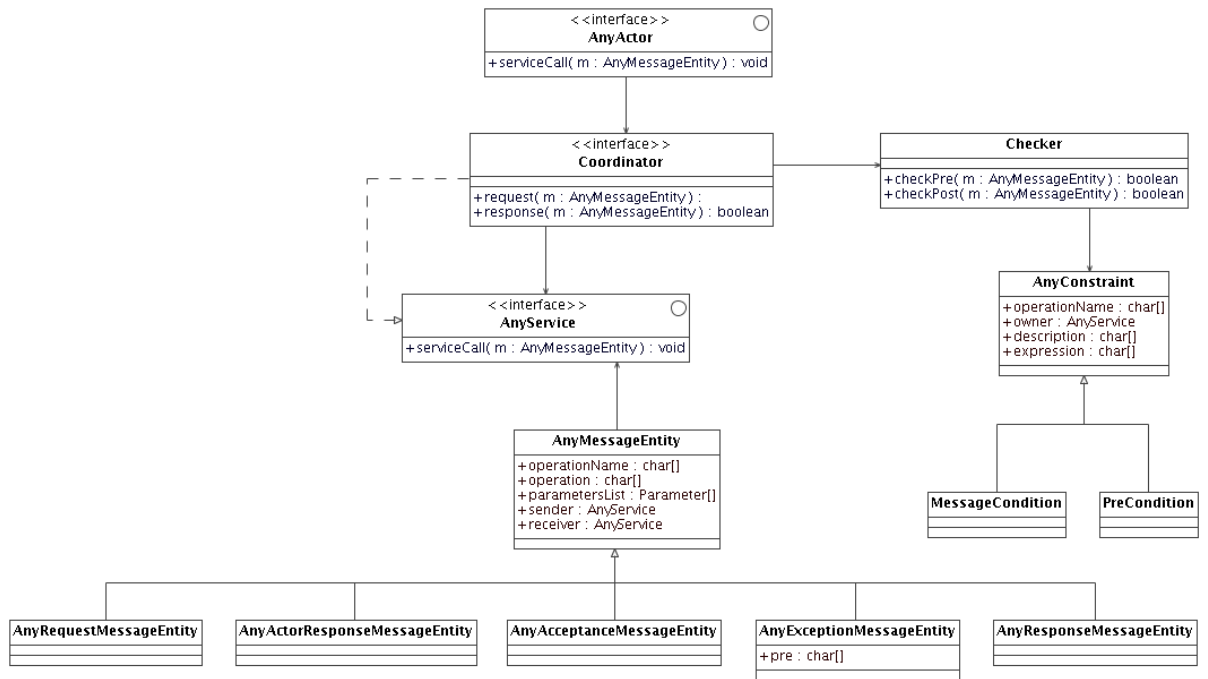 < <interface> >
AnyActor
+serviceCall( m : AnyMessageEntity) : void
< <interface> >
Coordinator
+request( m : AnyMessageEntity) :
+response( m : AnyMessageEntity) : boolean
Checker
+checkPre( m : AnyMessageEntity) : boolean
+checkPost( m : AnyMessageEntity) : boolean
< <interface> >
AnyService
+serviceCall( m : AnyMessageEntity) : void
AnyConstraint
+operationName : char[]
+owner : AnyService
+description : char[]
+expression : char[]
AnyMessageEntity
+operationName : char[]
+operation : char[]
+parametersList : Parameter[]
+sender : AnyService
+receiver : AnyService
MessageCondition
PreCondition
AnyRequestMessageEntity
AnyActorResponseMessageEntity
AnyAcceptanceMessageEntity
AnyExceptionMessageEntity
+pre : char[]
AnyResponseMessageEntity